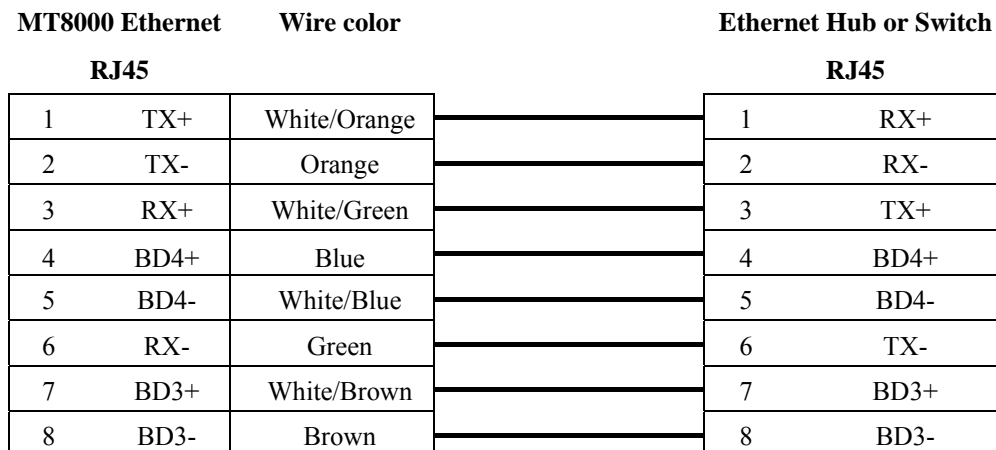 MT8000 Ethernet Wire color Ethernet Hub or Switch
RJ45 RJ45
1 TX+ White/Orange 1 RX+
2 TX- Orange 2 RX-
3 RX+ White/Green 3 TX+
4 BD4+ Blue 4 BD4+
5 BD4- White/Blue 5 BD4-
6 RX- Green 6 TX-
7 BD3+ White/Brown 7 BD3+
8 BD3- Brown 8 BD3-